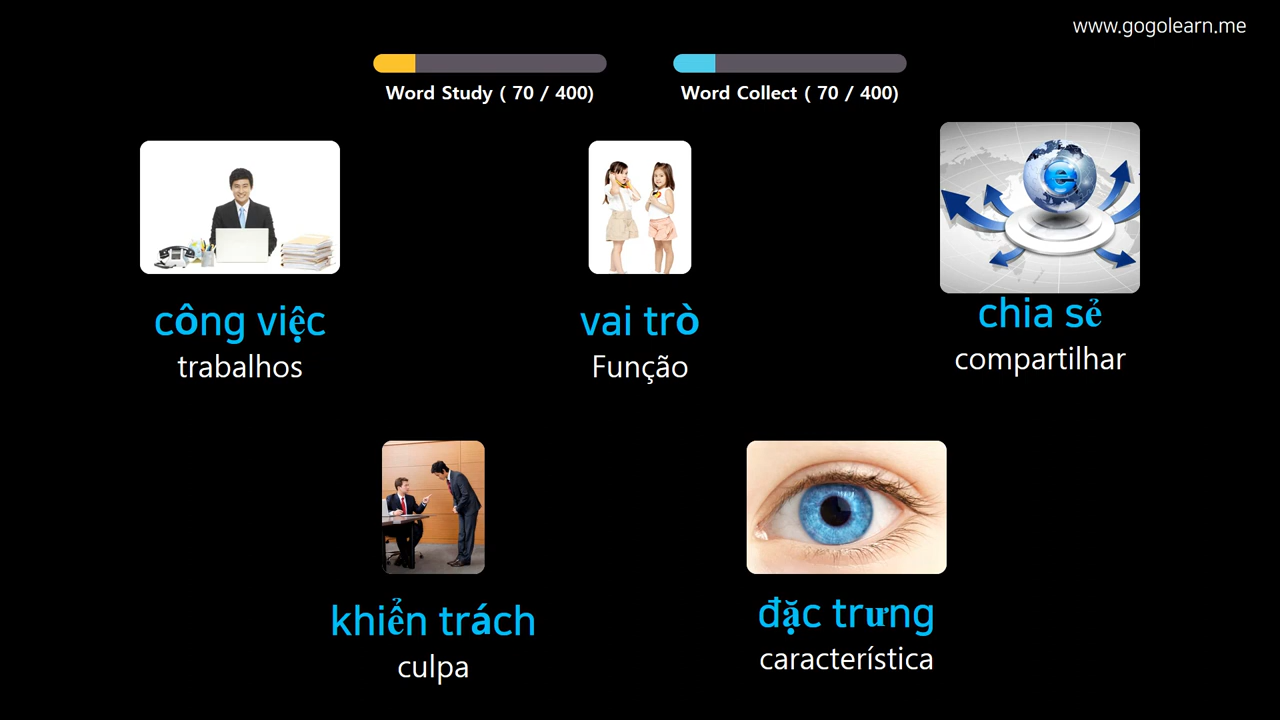 www.gogolearn.me
Word Study ( 70 / 400)
Word Collect ( 70 / 400)
công việc
trabalhos
vai trò
Função
chia sẻ
compartilhar
khiển trách
culpa
đặc trưng
característica